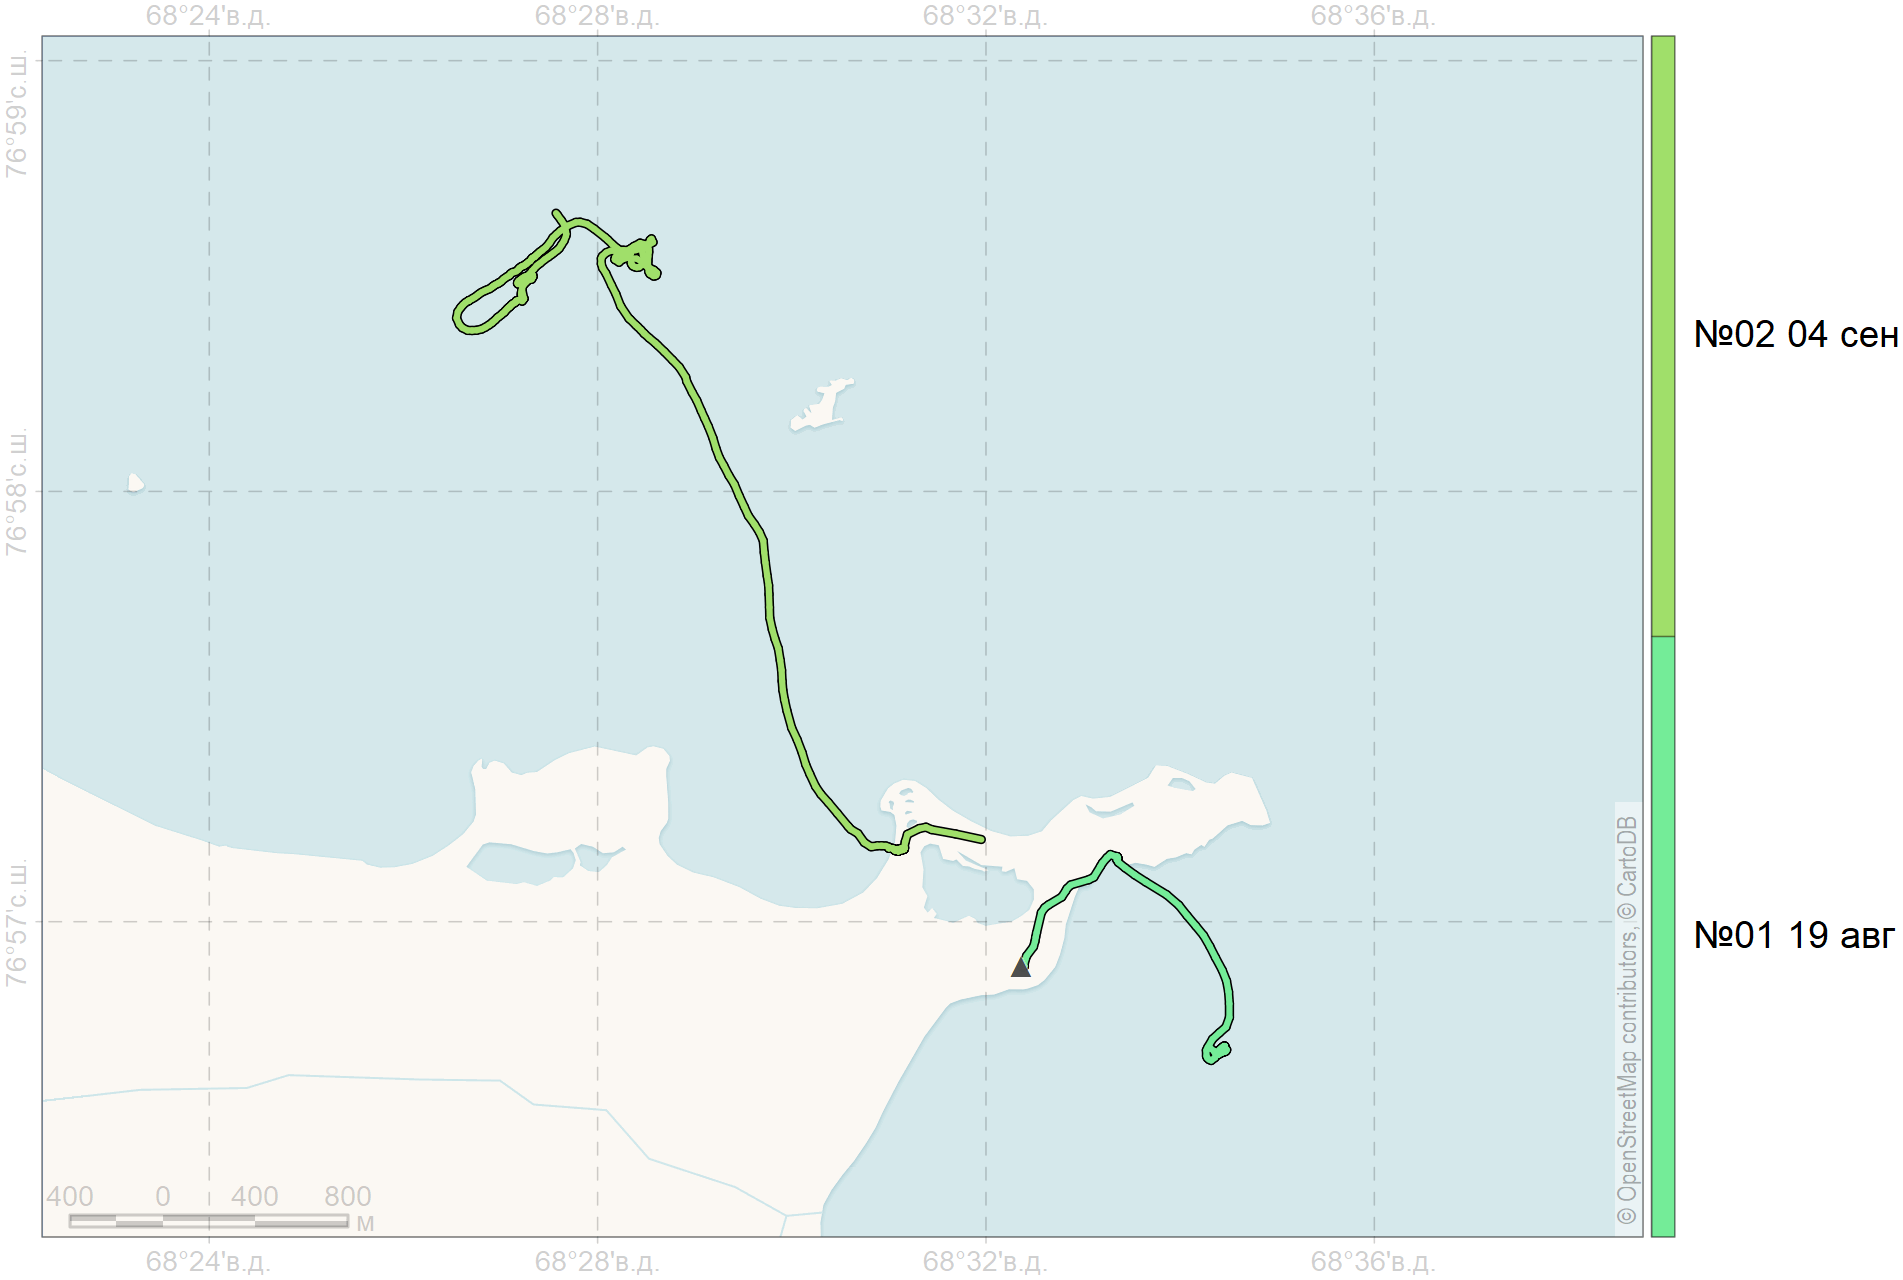 68°24'в.д. 68°28'в.д. 68°32'в.д. 68°36'в.д.
76°59'с.ш.
76°58'с.ш.
76°57'с.ш.
№02 04 сен
№01 19 авг
© OpenStreetMap contributors, © CartoDB
400 0 400 800
м
68°24'в.д. 68°28'в.д. 68°32'в.д. 68°36'в.д.